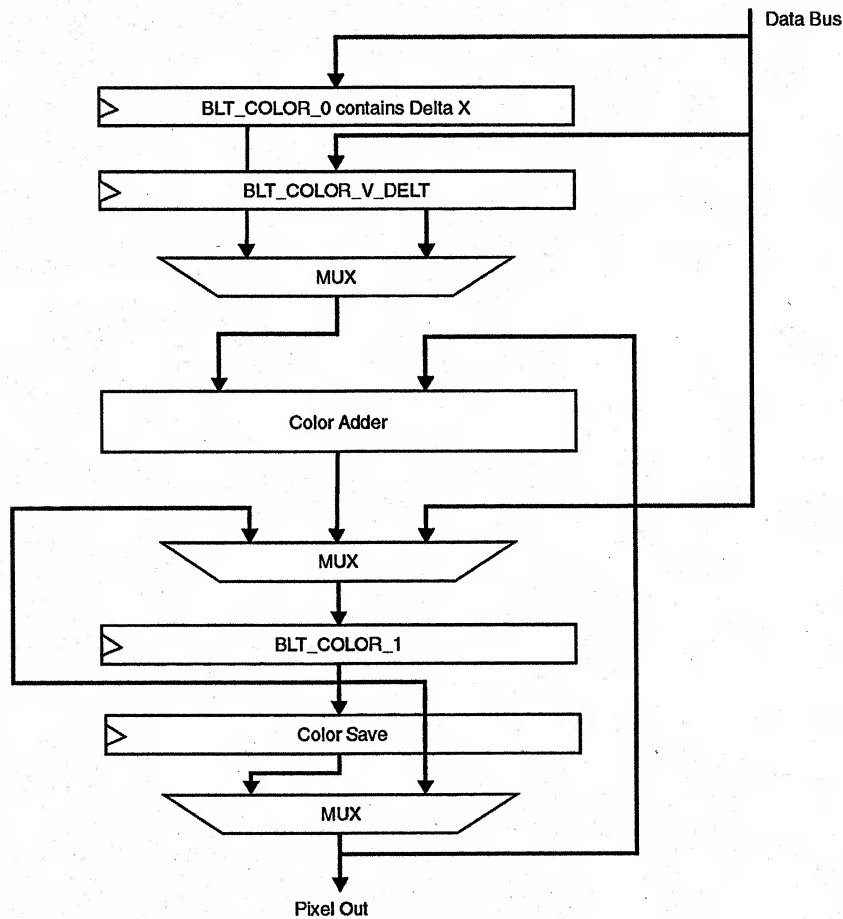 Data Bus
BLT_COLOR_0 contains Delta X
BLT_COLOR_V_DELT
MUX
Color Adder
MUX
BLT_COLOR_1
Color Save
MUX
Pixel Out